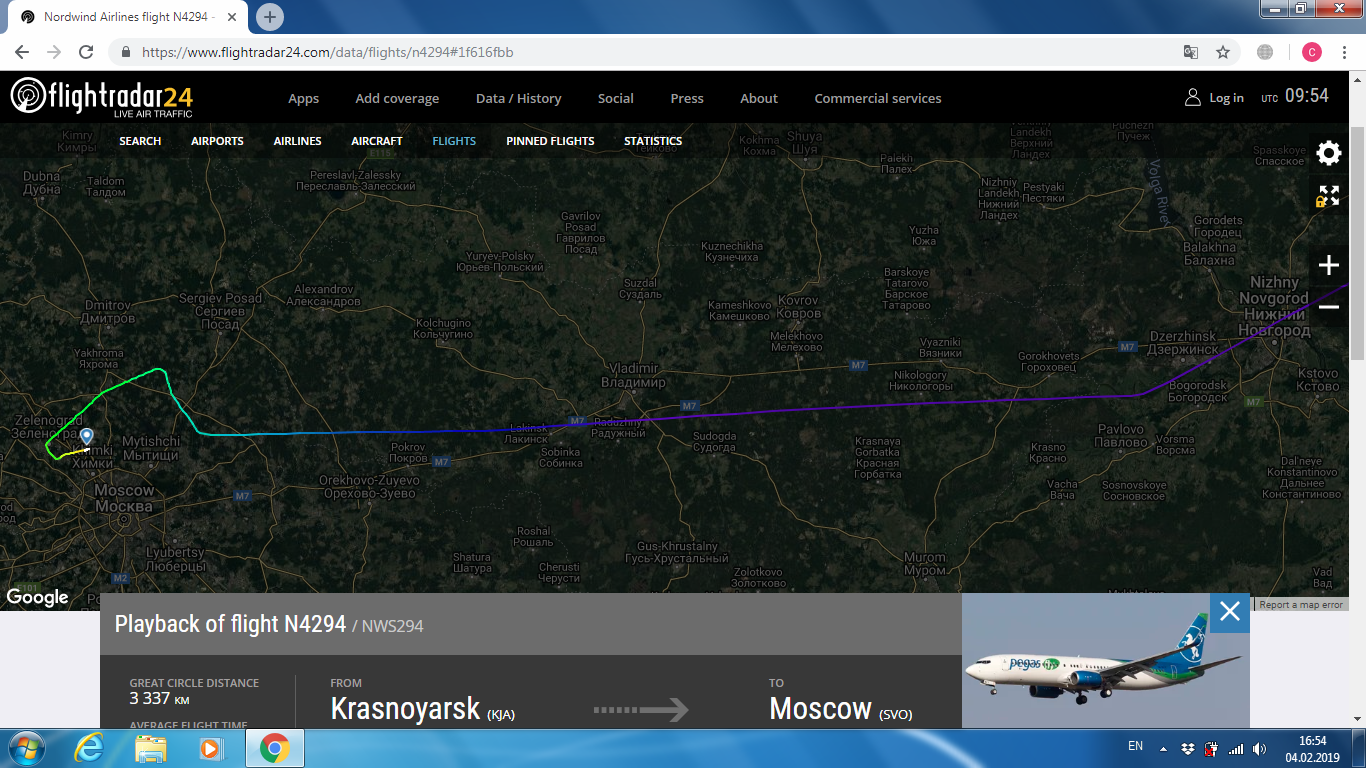 Nordwind Airlines flight N4294 -
https://www.flightradar24.com/data/flights/n4294#1f616fbb
flightradar24
LIVE AIR TRAFFIC
Apps Add coverage Data / History Social Press About Commercial services
Log in UTC 09:54
SEARCH AIRPORTS AIRLINES AIRCRAFT FLIGHTS PINNED FLIGHTS STATISTICS
Kimry
Кимры
E115
Kokhma
Кохма
Shuya
Шуя
Landekh
Верхний
Ландех
Puchezh
Пучеж
Palekh
Палех
Spasskoye
Спасское
Dubna
Дубна
Taldom
Талдом
Pereslavl-Zalessky
Переславль-Залесский
Nizhniy
Landekh
Нижний
Ландех
Pestyaki
Пестяки
Volga River
Gavrilov
Posad
Гаврилов
Посад
Gorodets
Городец
Yuzha
Южа
Kuznechikha
Кузнечиха
Balakhna
Балахна
Yuryev-Polsky
Юрьев-Польский
Suzdal
Суздаль
Barskoye
Tatarovo
Барское
Татарово
Nizhny
Novgorod
Нижний
Новгород
Alexandrov
Александров
Sergiev Posad
Сергиев
Посад
Dmitrov
Дмитров
Kameshkovo
Камешково
Kovrov
Ковров
Kolchugino
Кольчугино
Melekhovo
Мелехово
Vyazniki
Вязники
Dzerzhinsk
Дзержинск
M7
Yakhroma
Яхрома
Gorokhovets
Гороховец
Vladimir
Владимир
M7
Nikologory
Никологоры
Kstovo
Кстово
Bogorodsk
Богородск
M7
M7
Zelenograd
Зеленоград
M7
Lakinsk
Лакинск
Raduzhny
Радужный
Mytishchi
Мытищи
Khimki
Химки
Pokrov
Покров
M7
Sobinka
Собинка
Sudogda
Судогда
Krasnaya
Gorbatka
Красная
Горбатка
Krasno
Красно
Pavlovo
Павлово
Vorsma
Ворсма
Dal'neye
Konstantinovo
Дальнее
Константиново
Moscow
Москва
M7
Orekhovo-Zuyevo
Орехово-Зуево
Vacha
Вача
Sosnovskoye
Сосновское
Roshal
Рошаль
Lyubertsy
Люберцы
Shatura
Шатура
Cherusti
Черусти
Gus-Khrustalny
Гусь-Хрустальный
Murom
Муром
Zolotkovo
Золотково
Vad
Вад
M2
E101
Google
Report a map error
Playback of flight N4294 / NWS294
GREAT CIRCLE DISTANCE
3 337 KM
AVERAGE FLIGHT TIME
FROM
Krasnoyarsk (KJA)
TO
Moscow (SVO)
pegas
EN
16:54
04.02.2019